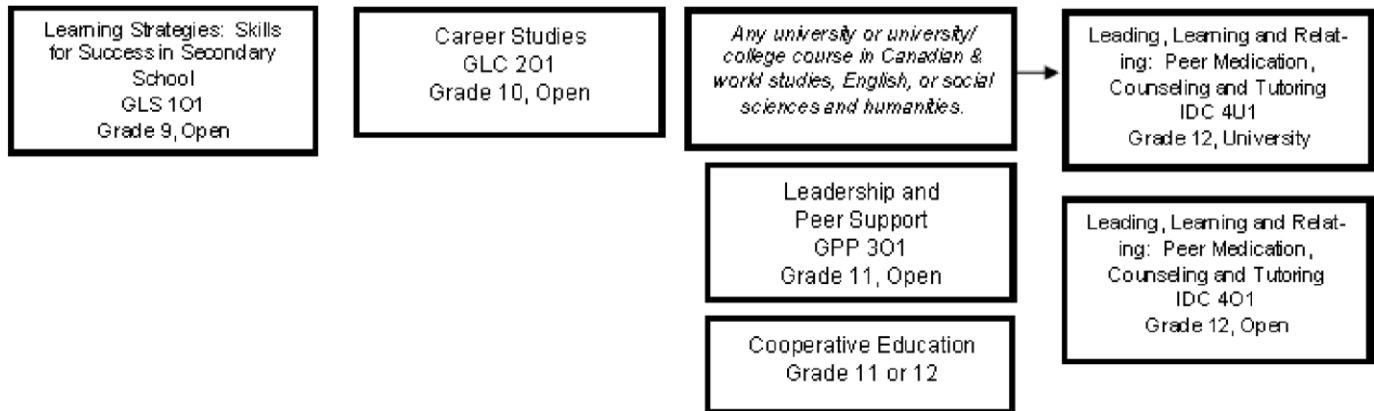 Learning Strategies: Skills
for Success in Secondary
School
GLS 1O1
Grade 9, Open
Career Studies
GLC 2O1
Grade 10, Open
Any university or university/
college course in Canadian &
world studies, English, or social
sciences and humanities.
Leading, Learning and Relat-
ing: Peer Medication,
Counseling and Tutoring
IDC 4U1
Grade 12, University
Leadership and
Peer Support
GPP 3O1
Grade 11, Open
Leading, Learning and Relat-
ing: Peer Medication,
Counseling and Tutoring
IDC 4O1
Grade 12, Open
Cooperative Education
Grade 11 or 12